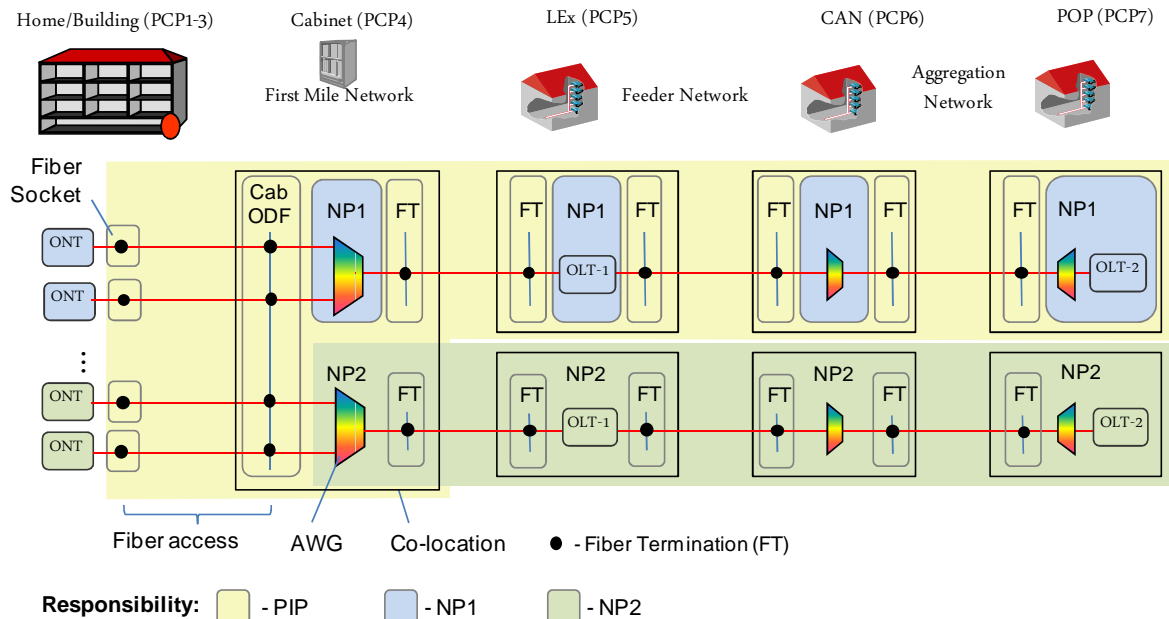 Home/Building (PCP1-3)
Cabinet (PCP4)
LEx (PCP5)
CAN (PCP6)
POP (PCP7)
First Mile Network
Feeder Network
Aggregation
Network
Fiber
Socket
Cab
ODF
NP1
FT
FT
NP1
FT
FT
NP1
FT
FT
NP1
ONT
OLT-1
OLT-2
ONT
⋮
NP2
NP2
NP2
NP2
ONT
FT
FT
FT
FT
FT
FT
OLT-1
OLT-2
ONT
Fiber access
AWG
Co-location
- Fiber Termination (FT)
Responsibility:
- PIP
- NP1
- NP2